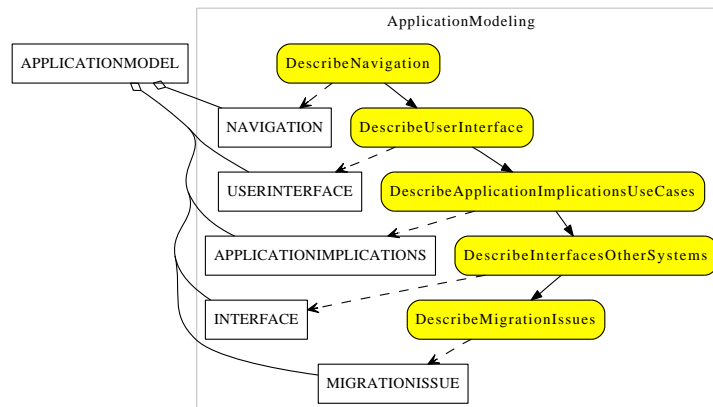 ApplicationModeling
APPLICATIONMODEL
DescribeNavigation
NAVIGATION
DescribeUserInterface
USERINTERFACE
DescribeApplicationImplicationsUseCases
APPLICATIONIMPLICATIONS
DescribeInterfacesOtherSystems
INTERFACE
DescribeMigrationIssues
MIGRATIONISSUE